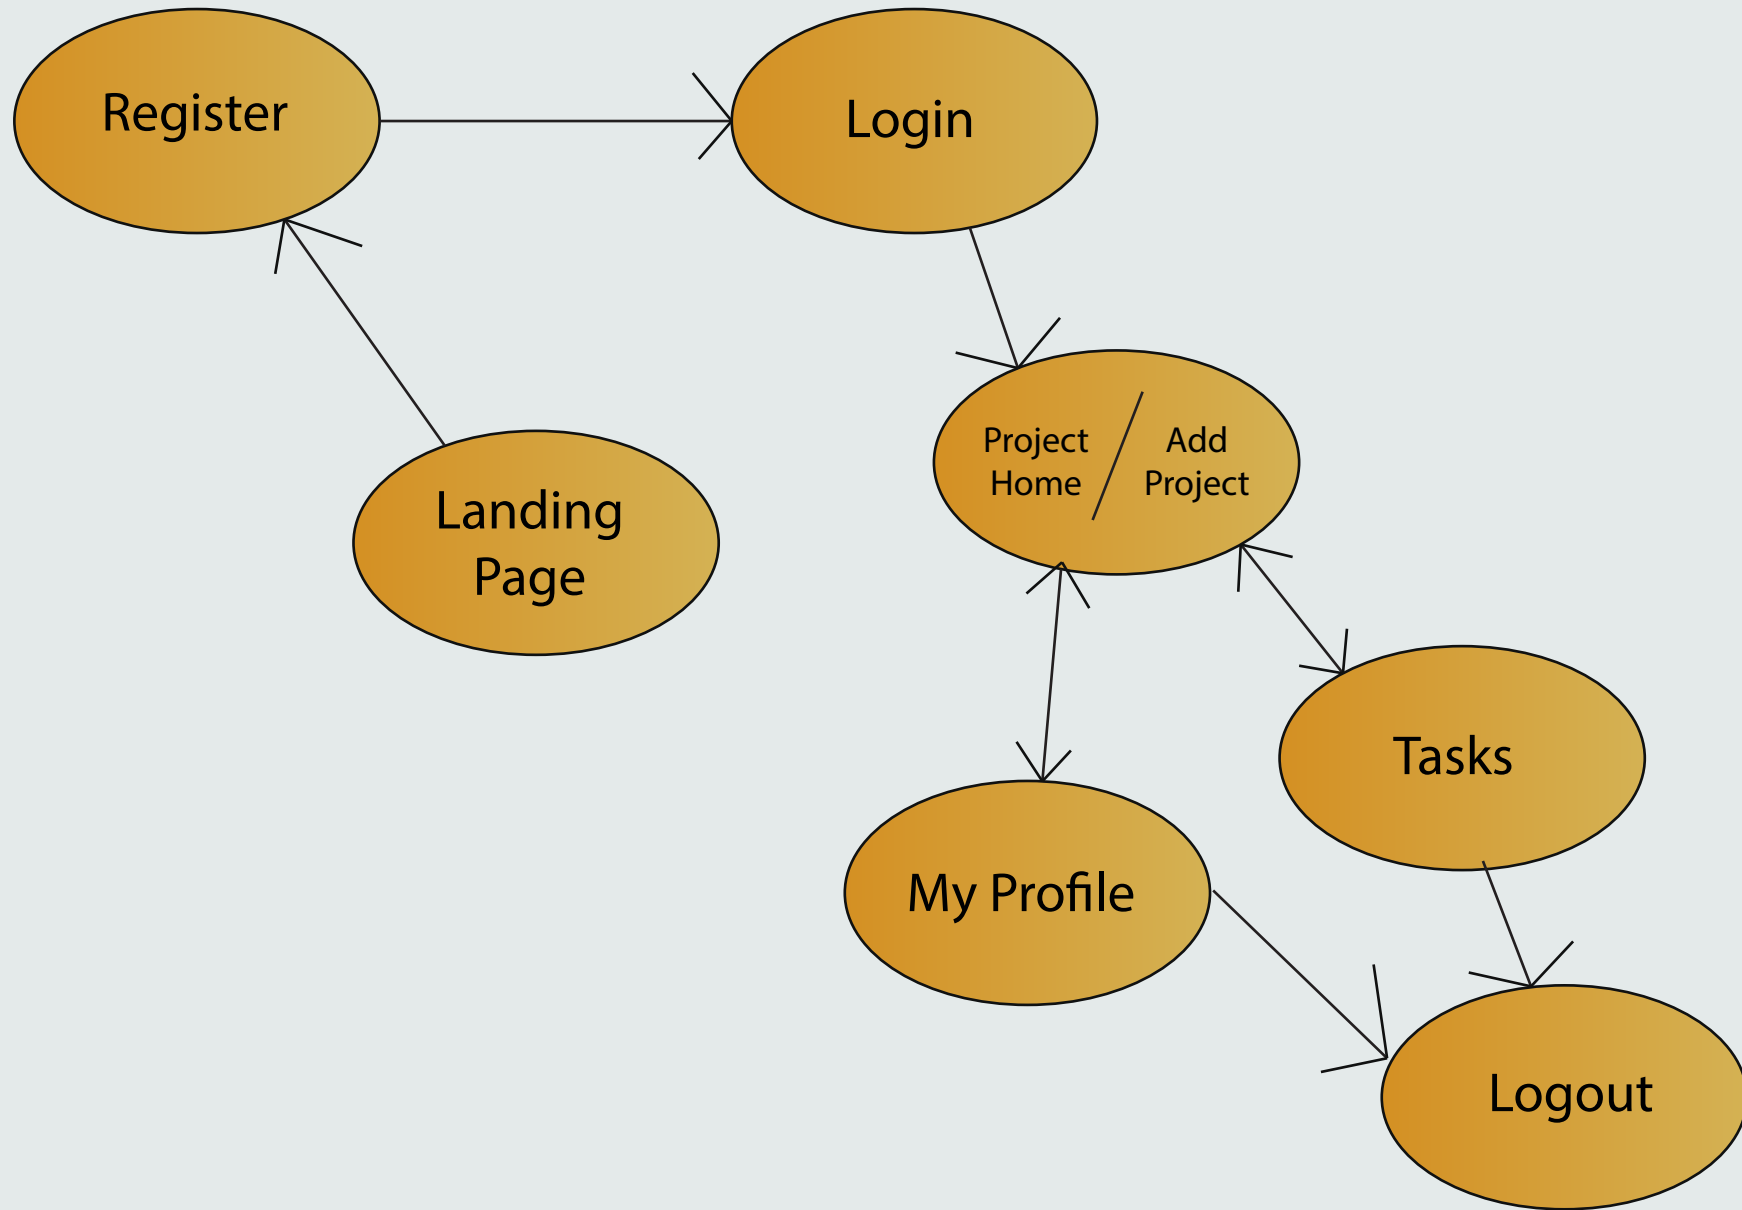 Register
Login
Project
Home
Add
Project
Landing
Page
Tasks
My Profile
Logout